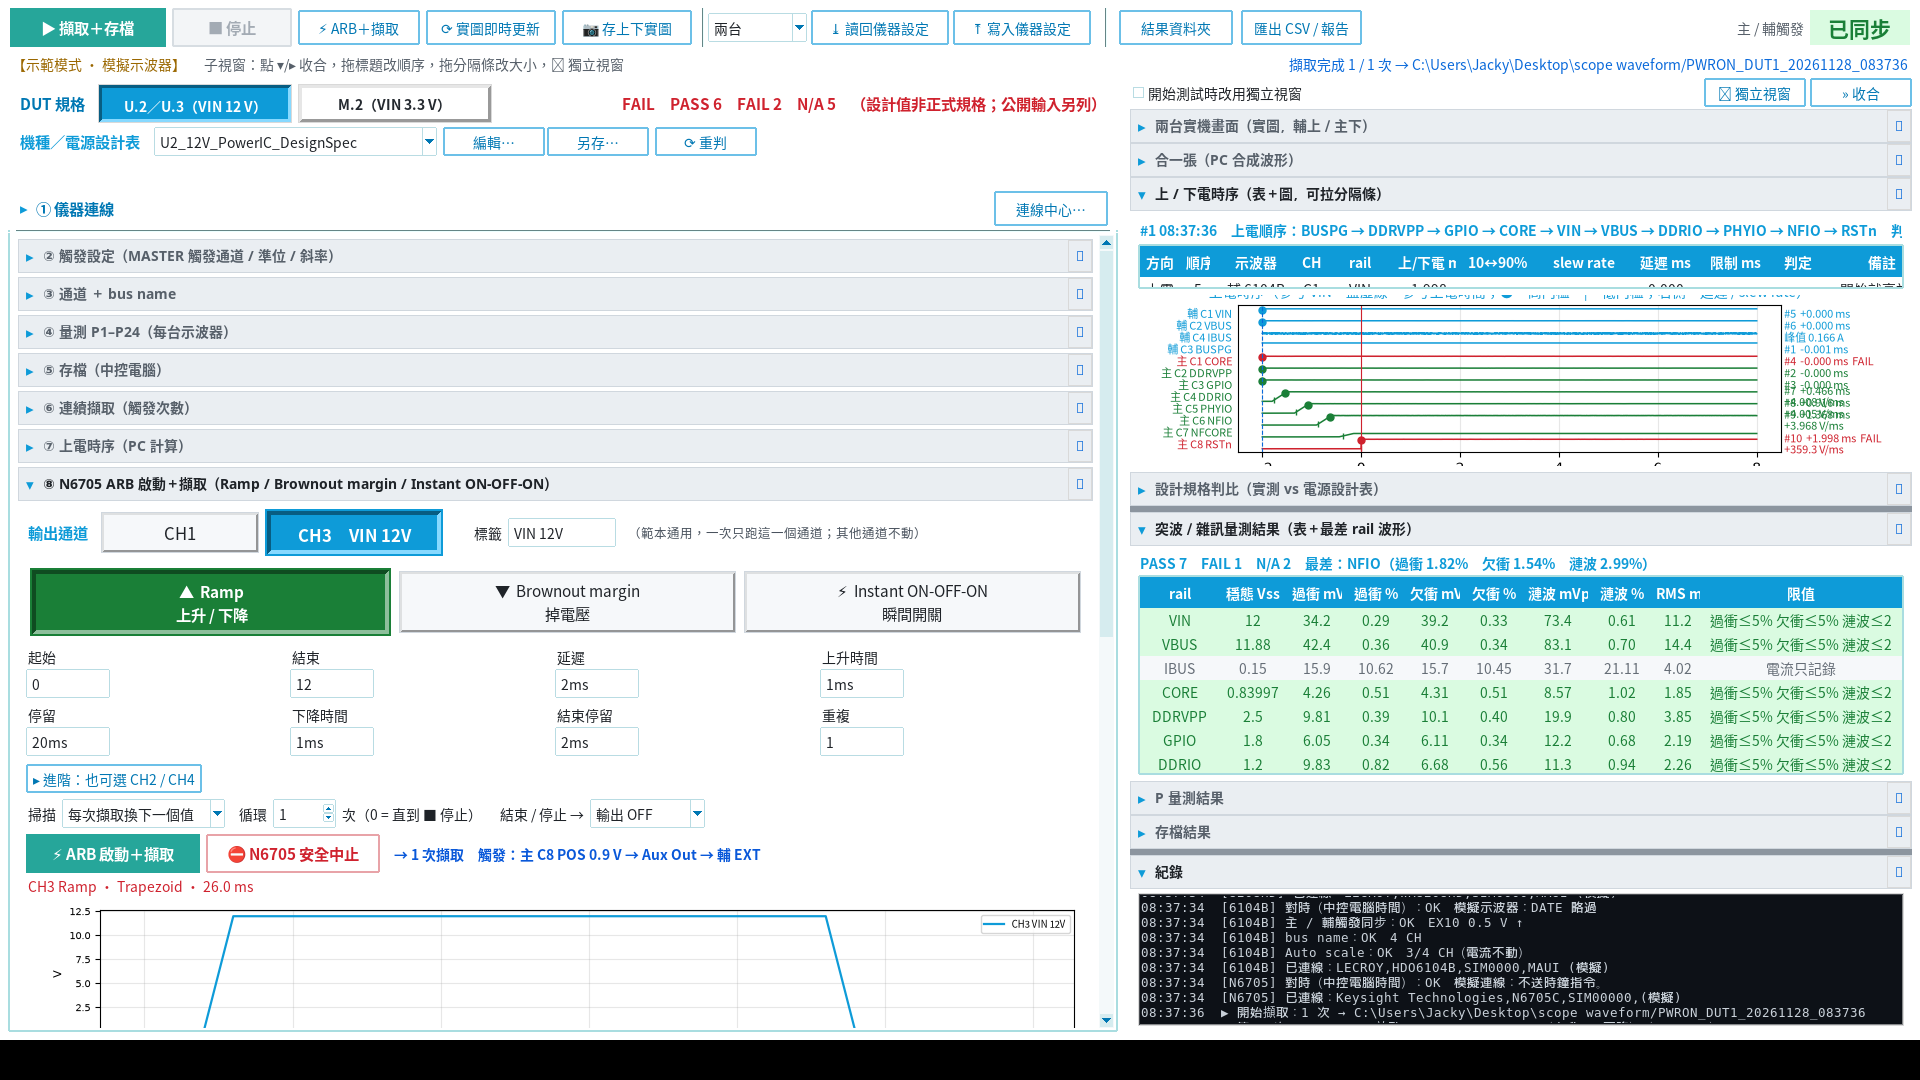 ▶ 擷取＋存檔　■ 停止　⚡ ARB＋擷取　⟳ 實圖即時更新　📷 存上下實圖　兩台　⤓ 讀回儀器設定　⤒ 寫入儀器設定　結果資料夾　匯出 CSV / 報告　主 / 輔觸發　已同步
【示範模式 · 模擬示波器】　子視窗：點 ▾/▸ 收合，拖標題改順序，拖分隔條改大小，獨立視窗　擷取完成 1 / 1 次 → C:\Users\Jacky\Desktop\scope waveform/PWRON_DUT1_20261128_083736
DUT 規格　U.2／U.3（VIN 12 V）　M.2（VIN 3.3 V）　FAIL　PASS 6　FAIL 2　N/A 5　（設計值非正式規格；公開輸入另列）
機種／電源設計表　U2_12V_PowerIC_DesignSpec　編輯…　另存…　⟳ 重判
▸ ① 儀器連線　連線中心…
▸ ② 觸發設定（MASTER 觸發通道 / 準位 / 斜率）
▸ ③ 通道 ＋ bus name
▸ ④ 量測 P1–P24（每台示波器）
▸ ⑤ 存檔（中控電腦）
▸ ⑥ 連續擷取（觸發次數）
▸ ⑦ 上電時序（PC 計算）
▾ ⑧ N6705 ARB 啟動＋擷取（Ramp / Brownout margin / Instant ON-OFF-ON）
輸出通道　CH1　CH3　VIN 12V　標籤　VIN 12V　（範本通用，一次只跑這一個通道；其他通道不動）
▲ Ramp
上升 / 下降
▼ Brownout margin
掉電壓
⚡ Instant ON-OFF-ON
瞬間開關
起始　結束　延遲　上升時間
0　12　2ms　1ms
停留　下降時間　結束停留　重複
20ms　1ms　2ms　1
▸ 進階：也可選 CH2 / CH4
掃描　每次擷取換下一個值　循環　1　次（0 = 直到 ■ 停止）　結束 / 停止 →　輸出 OFF
⚡ ARB 啟動＋擷取　⛔ N6705 安全中止　→ 1 次擷取　觸發：主 C8 POS 0.9 V → Aux Out → 輔 EXT
CH3 Ramp · Trapezoid · 26.0 ms
CH3 VIN 12V
V
12.5
10.0
7.5
5.0
2.5
開始測試時改用獨立視窗　獨立視窗　» 收合
▸ 兩台實機畫面（實圖，輔上 / 主下）
▸ 合一張（PC 合成波形）
▾ 上 / 下電時序（表＋圖，可拉分隔條）
#1 08:37:36　上電順序：BUSPG → DDRVPP → GPIO → CORE → VIN → VBUS → DDRIO → PHYIO → NFIO → RSTn　判
方向　順序　示波器　CH　rail　上/下電 n　10↔90%　slew rate　延遲 ms　限制 ms　判定　備註
輔 C1 VIN　#5 +0.000 ms
輔 C2 VBUS　#6 +0.000 ms
輔 C4 IBUS　峰值 0.166 A
輔 C3 BUSPG　#1 -0.001 ms
主 C1 CORE　#4 -0.000 ms FAIL
主 C2 DDRVPP　#2 -0.000 ms
主 C3 GPIO　#3 -0.000 ms
主 C4 DDRIO　#7 +0.466 ms
主 C5 PHYIO
主 C6 NFIO　+3.968 V/ms
主 C7 NFCORE
主 C8 RSTn　#10 +1.998 ms FAIL
+359.3 V/ms
▸ 設計規格判比（實測 vs 電源設計表）
▾ 突波 / 雜訊量測結果（表＋最差 rail 波形）
PASS 7　FAIL 1　N/A 2　最差：NFIO（過衝 1.82%　欠衝 1.54%　漣波 2.99%）
rail　穩態 Vss　過衝 mV　過衝 %　欠衝 mV　欠衝 %　漣波 mVp　漣波 %　RMS m　限值
VIN　12　34.2　0.29　39.2　0.33　73.4　0.61　11.2　過衝≤5% 欠衝≤5% 漣波≤2
VBUS　11.88　42.4　0.36　40.9　0.34　83.1　0.70　14.4　過衝≤5% 欠衝≤5% 漣波≤2
IBUS　0.15　15.9　10.62　15.7　10.45　31.7　21.11　4.02　電流只記錄
CORE　0.83997　4.26　0.51　4.31　0.51　8.57　1.02　1.85　過衝≤5% 欠衝≤5% 漣波≤2
DDRVPP　2.5　9.81　0.39　10.1　0.40　19.9　0.80　3.85　過衝≤5% 欠衝≤5% 漣波≤2
GPIO　1.8　6.05　0.34　6.11　0.34　12.2　0.68　2.19　過衝≤5% 欠衝≤5% 漣波≤2
DDRIO　1.2　9.83　0.82　6.68　0.56　11.3　0.94　2.26　過衝≤5% 欠衝≤5% 漣波≤2
▸ P 量測結果
▸ 存檔結果
▾ 紀錄
08:37:34　[6104B] 對時（中控電腦時間）：OK　模擬示波器：DATE 略過
08:37:34　[6104B] 主 / 輔觸發同步：OK　EX10 0.5 V ↑
08:37:34　[6104B] bus name：OK　4 CH
08:37:34　[6104B] Auto scale：OK　3/4 CH（電流不動）
08:37:34　[6104B] 已連線：LECROY,HDO6104B,SIM0000,MAUI (模擬)
08:37:34　[N6705] 對時（中控電腦時間）：OK　模擬連線：不送時鐘指令。
08:37:34　[N6705] 已連線：Keysight Technologies,N6705C,SIM00000,(模擬)
08:37:36　▶ 開始擷取：1 次 → C:\Users\Jacky\Desktop\scope waveform/PWRON_DUT1_20261128_083736